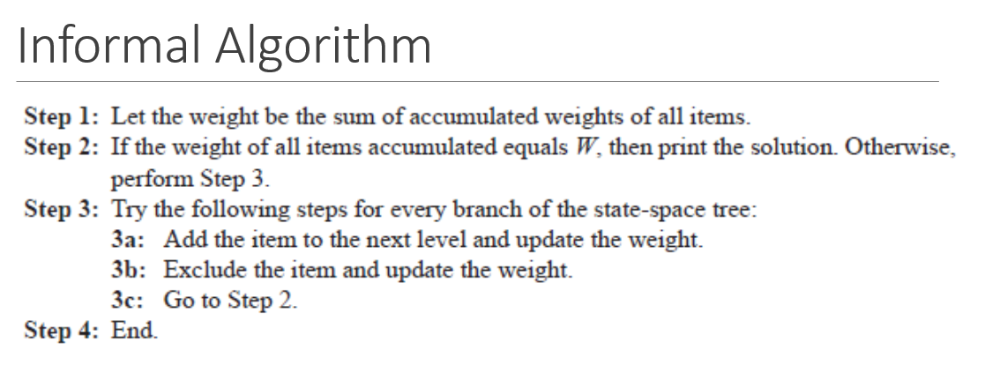 Informal Algorithm
Step 1: Let the weight be the sum of accumulated weights of all items.
Step 2: If the weight of all items accumulated equals W, then print the solution. Otherwise,
perform Step 3.
Step 3: Try the following steps for every branch of the state-space tree:
3a: Add the item to the next level and update the weight.
3b: Exclude the item and update the weight.
3c: Go to Step 2.
Step 4: End.